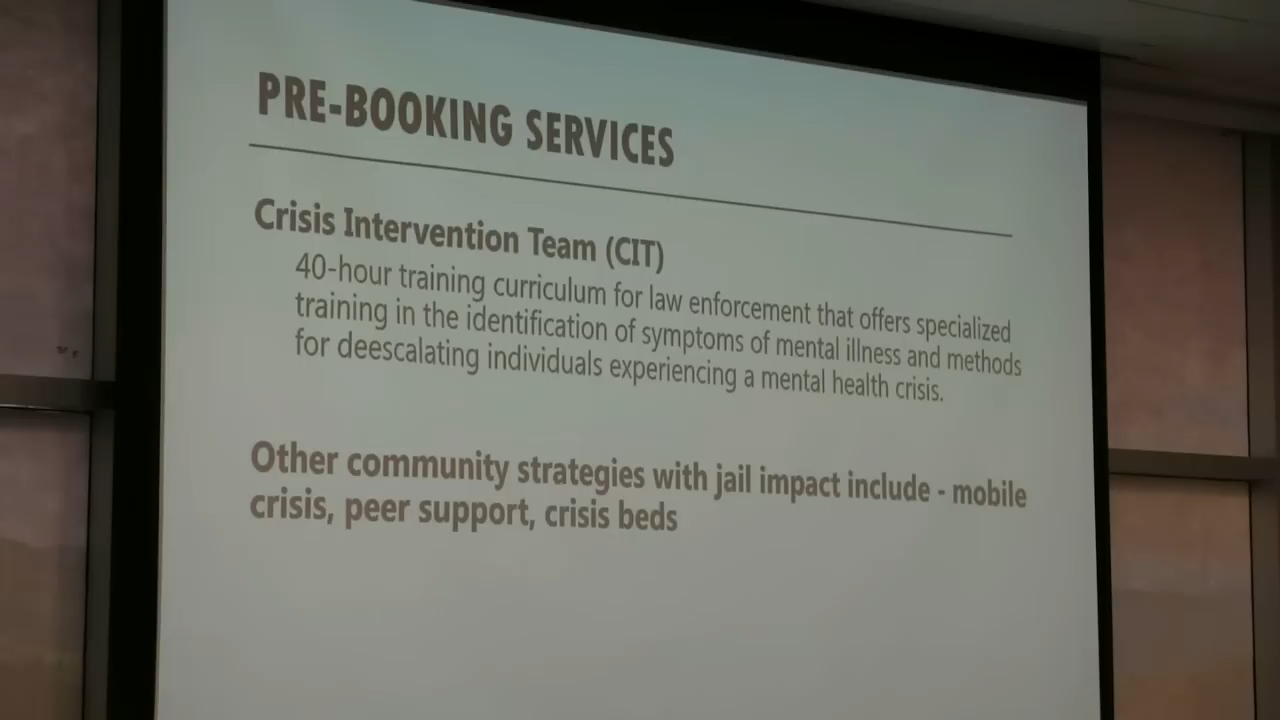 PRE-BOOKING SERVICES
Crisis Intervention Team (CIT)
40-hour training curriculum for law enforcement that offers specialized
training in the identification of symptoms of mental illness and methods
for deescalating individuals experiencing a mental health crisis.
Other community strategies with jail impact include - mobile
crisis, peer support, crisis beds